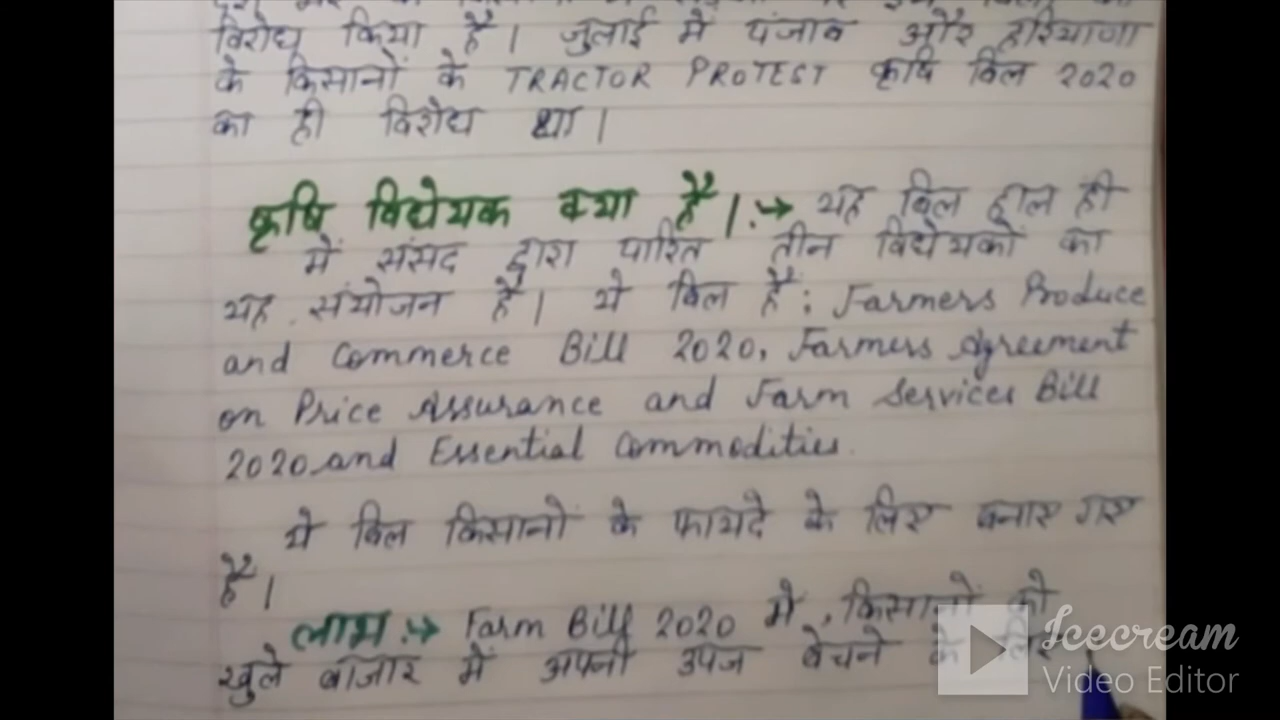 विरोध किया है। जुलाई में पंजाब और हरियाणा
के किसानों के TRACTOR PROTEST कृषि बिल 2020
का ही विरोध था।
कृषि विधेयक क्या है।.→ यह बिल हाल ही
में संसद द्वारा पारित तीन विधेयकों का
यह संयोजन है। ये बिल है: Farmers Produce
and Commerce Bill 2020, Farmers Agreement
on Price Assurance and Farm Services Bill
2020 and Essential Commodities.
ये बिल किसानों के फायदे के लिए बनाए गए
है।
लाभ.→ Farm Bill 2020 में, किसानों को
खुले बाजार में अपनी उपज बेचने के लिए
Icecream
Video Editor